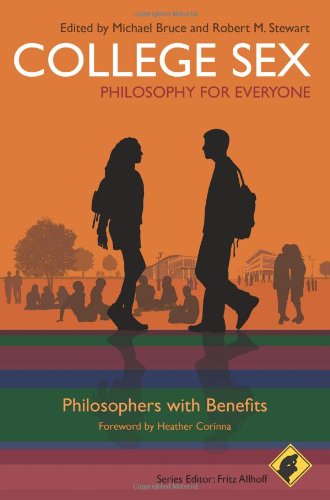 Edited by Michael Bruce and Robert M. Stewart
COLLEGE SEX
PHILOSOPHY FOR EVERYONE
Philosophers with Benefits
Foreword by Heather Corinna
Series Editor: Fritz Allhoff